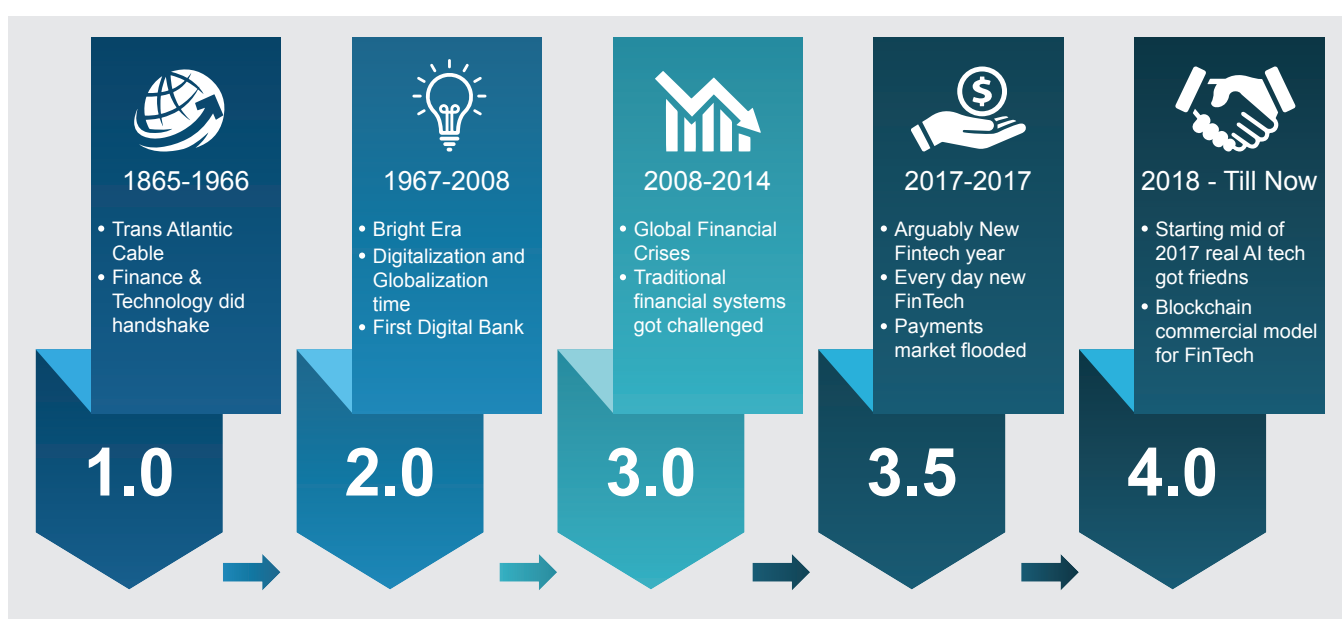 1865-1966
• Trans Atlantic
Cable
• Finance &
Technology did
handshake
1.0
1967-2008
• Bright Era
• Digitalization and
Globalization
time
• First Digital Bank
2.0
2008-2014
• Global Financial
Crises
• Traditional
financial systems
got challenged
3.0
2017-2017
• Arguably New
Fintech year
• Every day new
FinTech
• Payments
market flooded
3.5
2018 - Till Now
• Starting mid of
2017 real AI tech
got friedns
• Blockchain
commercial model
for FinTech
4.0